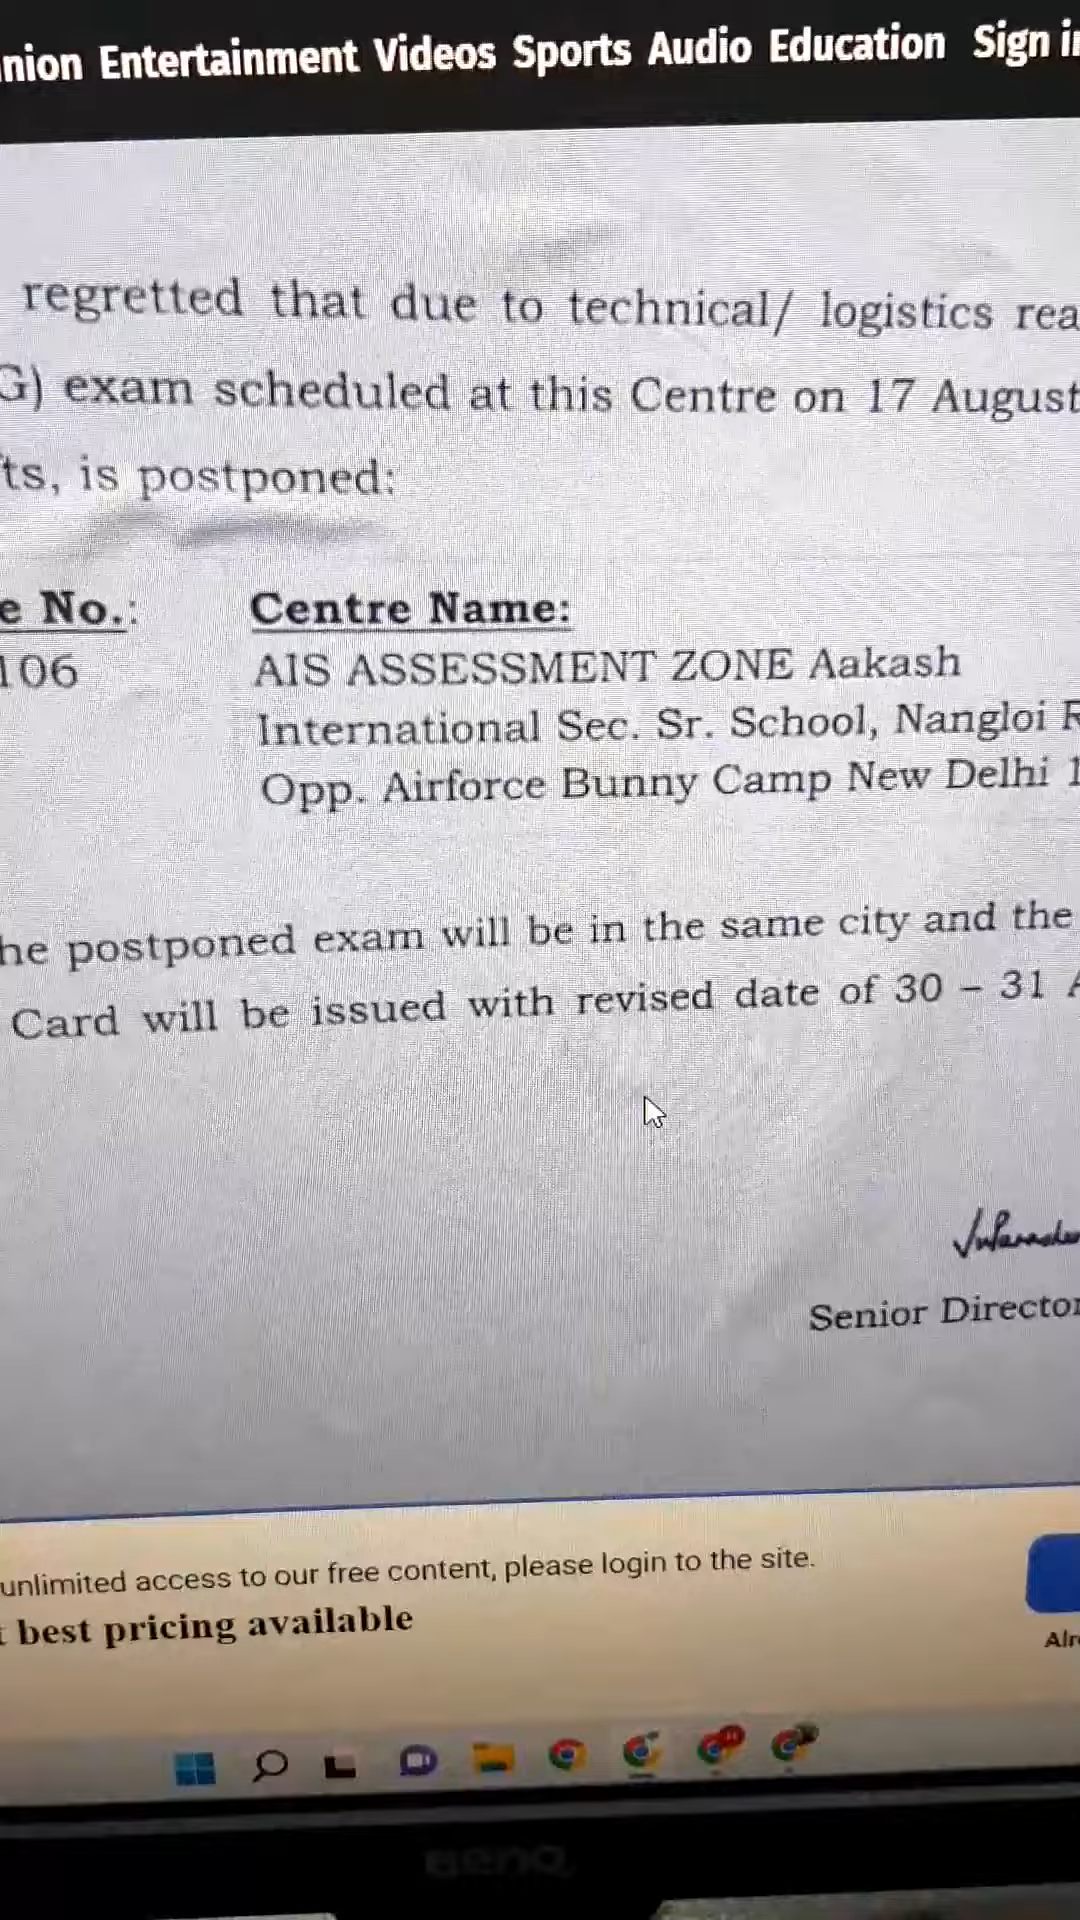 Entertainment Videos Sports Audio Education Sign
regretted that due to technical/ logistics
G) exam scheduled at this Centre on 17 August
ts, is postponed:
e No.: Centre Name:
106 AIS ASSESSMENT ZONE Aakash
International Sec. Sr. School, Nangloi
Opp. Airforce Bunny Camp New Delhi 1
he postponed exam will be in the same city and the
Card will be issued with revised date of 30 – 31 A
Senior Director
unlimited access to our free content, please login to the site.
best pricing available
BenQ